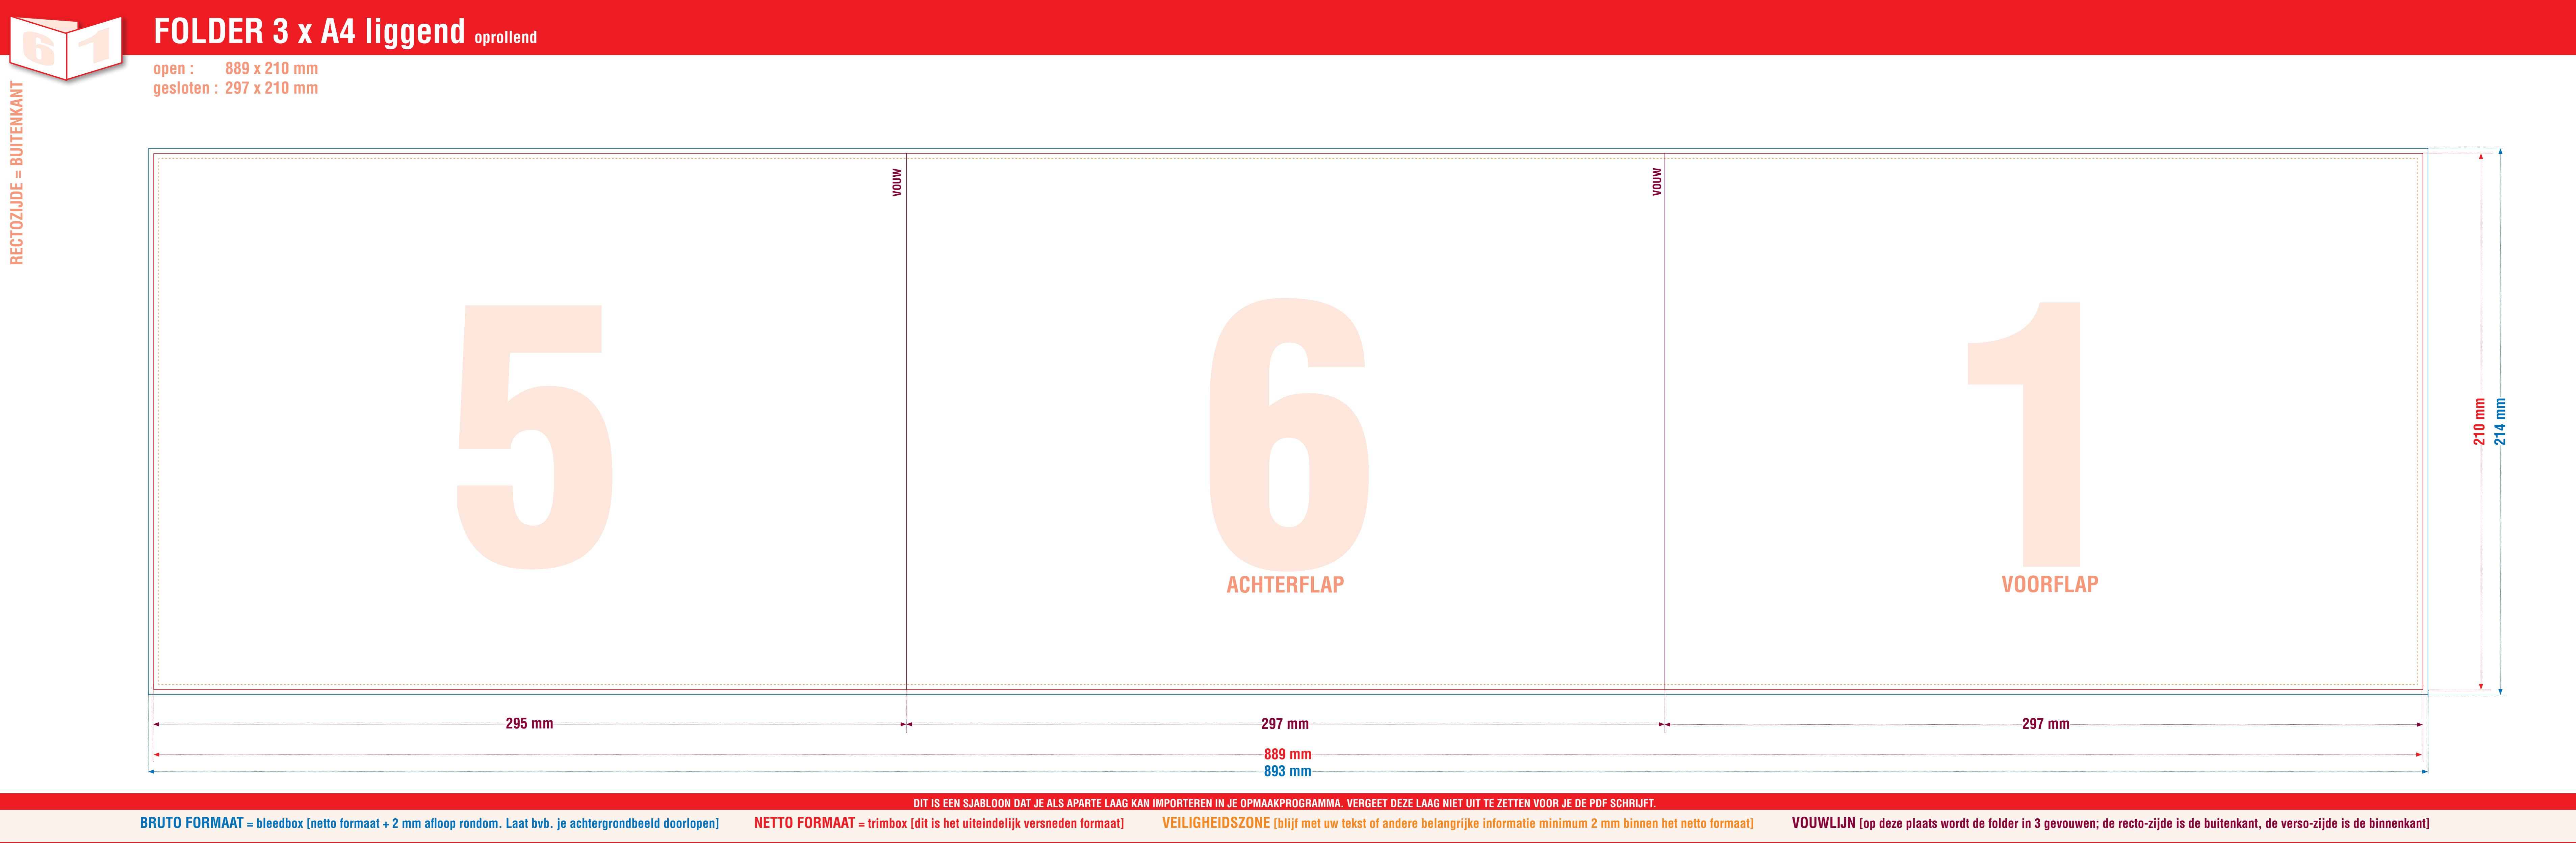 6 1
FOLDER 3 x A4 liggend oprollend
open : 889 x 210 mm
gesloten : 297 x 210 mm
RECTOZIJDE = BUITENKANT
VOUW
VOUW
5
6
1
ACHTERFLAP
VOORFLAP
210 mm
214 mm
295 mm
297 mm
297 mm
889 mm
893 mm
DIT IS EEN SJABLOON DAT JE ALS APARTE LAAG KAN IMPORTEREN IN JE OPMAAKPROGRAMMA. VERGEET DEZE LAAG NIET UIT TE ZETTEN VOOR JE DE PDF SCHRIJFT.
BRUTO FORMAAT = bleedbox [netto formaat + 2 mm afloop rondom. Laat bvb. je achtergrondbeeld doorlopen]
NETTO FORMAAT = trimbox [dit is het uiteindelijk versneden formaat]
VEILIGHEIDSZONE [blijf met uw tekst of andere belangrijke informatie minimum 2 mm binnen het netto formaat]
VOUWLIJN [op deze plaats wordt de folder in 3 gevouwen; de recto-zijde is de buitenkant, de verso-zijde is de binnenkant]